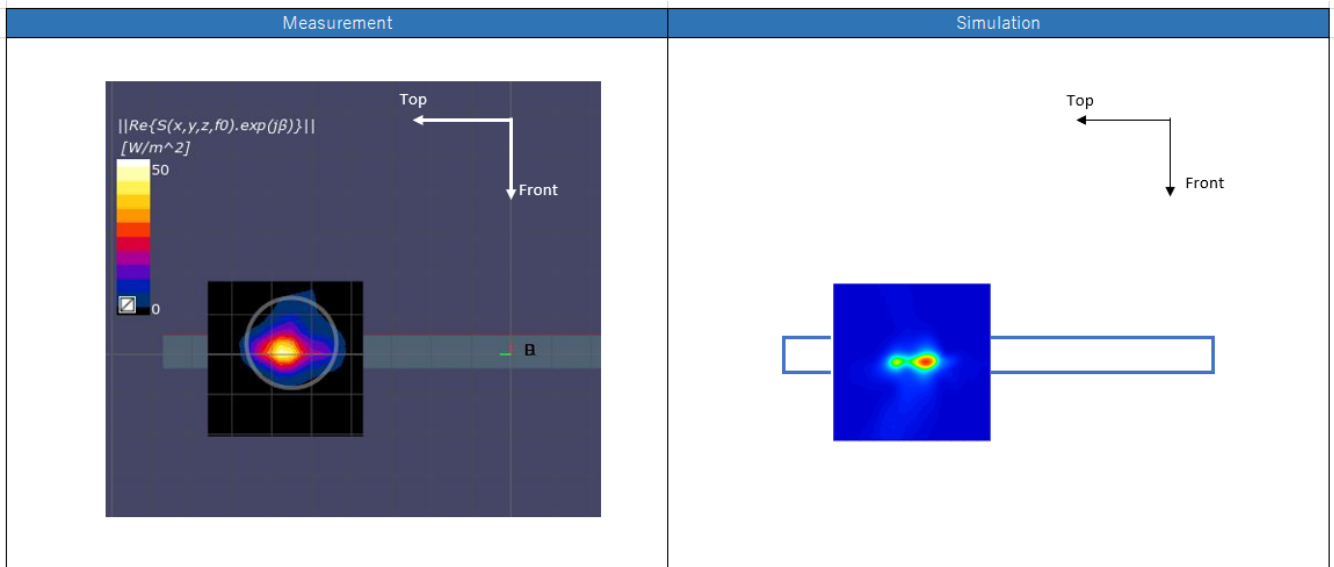 Measurement
Simulation
Top
||Re{S(x,y,z,f0).exp(jβ)}||
[W/m^2]
50
Front
0
Top
Front